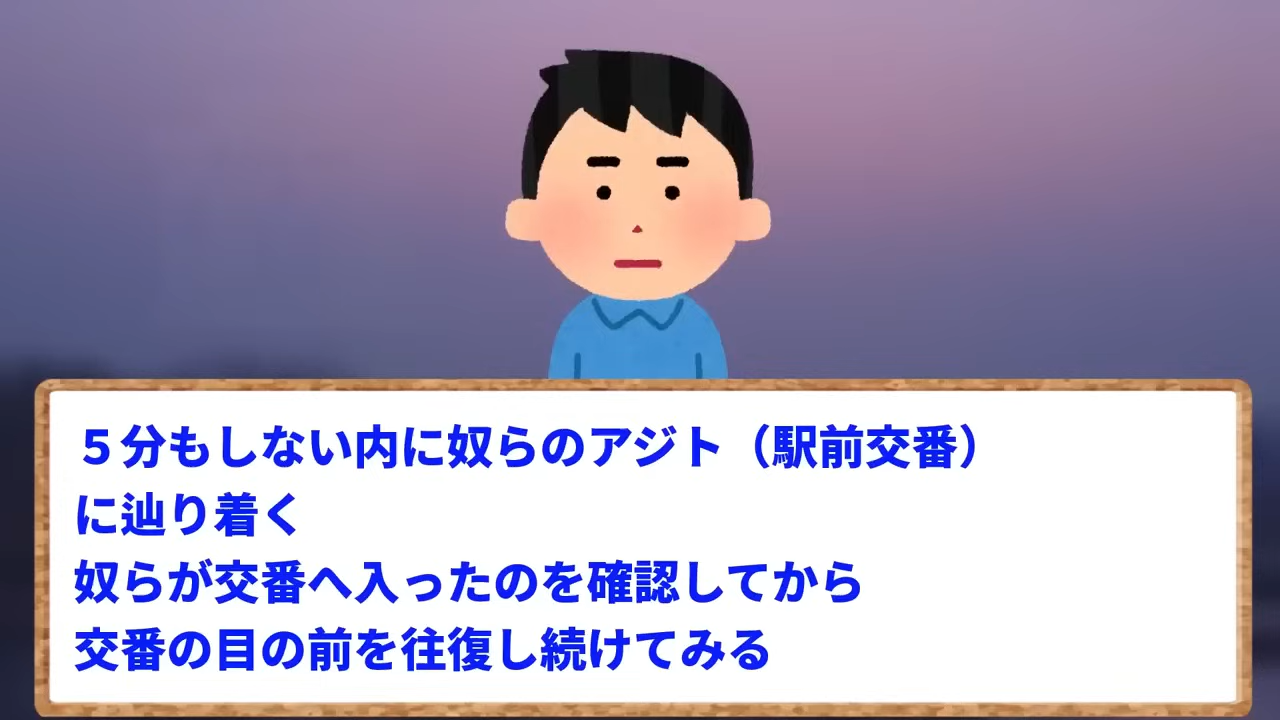 ５分もしない内に奴らのアジト（駅前交番）
に辿り着く
奴らが交番へ入ったのを確認してから
交番の目の前を往復し続けてみる